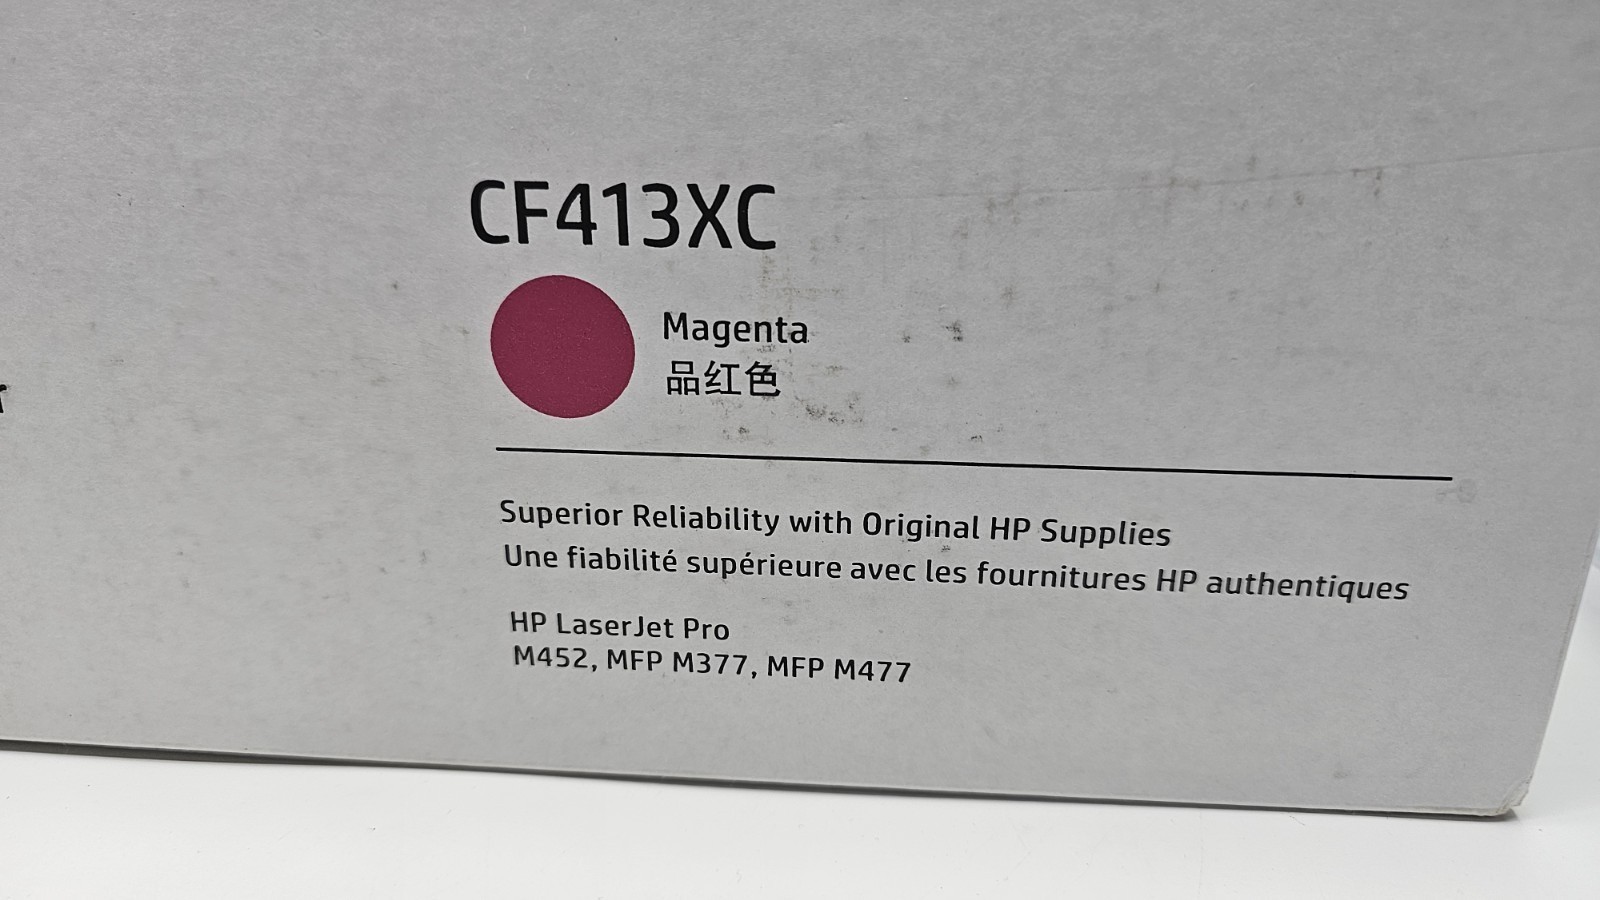 CF413XC
Magenta
品红色
Superior Reliability with Original HP Supplies
Une fiabilité supérieure avec les fournitures HP authentiques
HP LaserJet Pro
M452, MFP M377, MFP M477